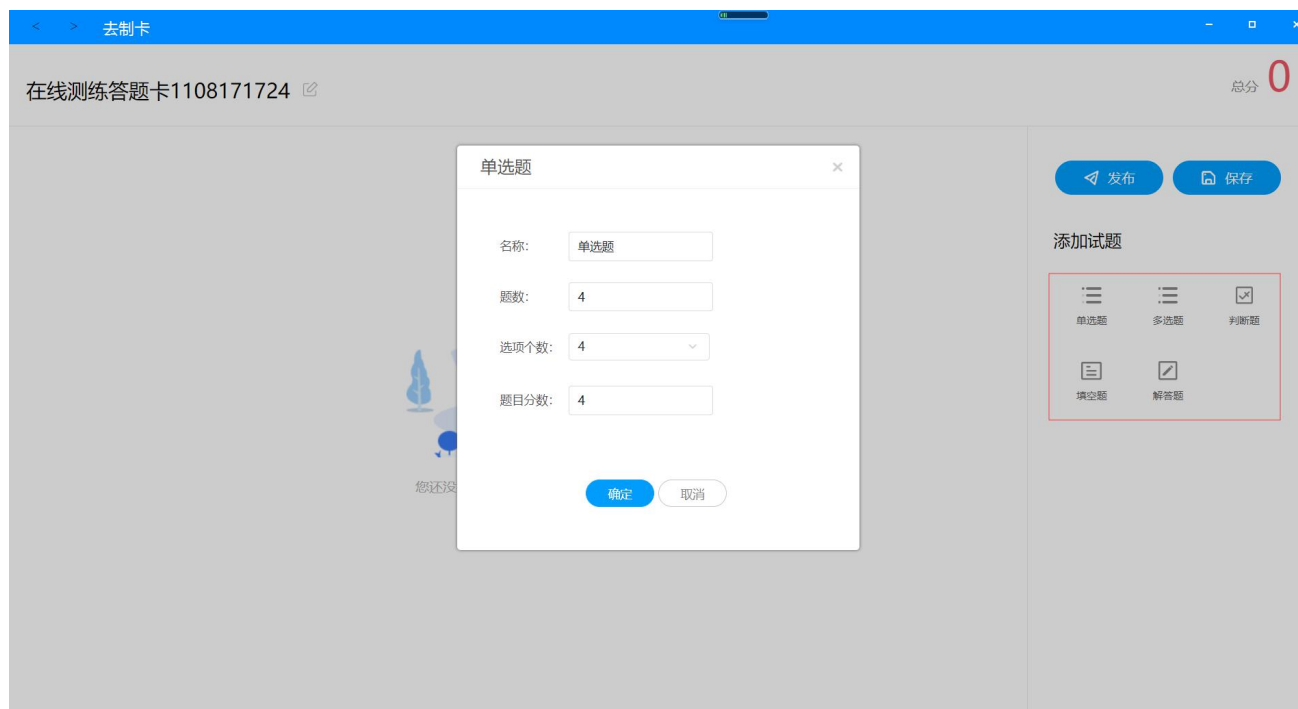 < > 去制卡
在线测练答题卡1108171724
总分 0
单选题
名称: 单选题
题数: 4
选项个数: 4
题目分数: 4
确定 取消
您还没
发布 保存
添加试题
单选题 多选题 判断题
填空题 解答题